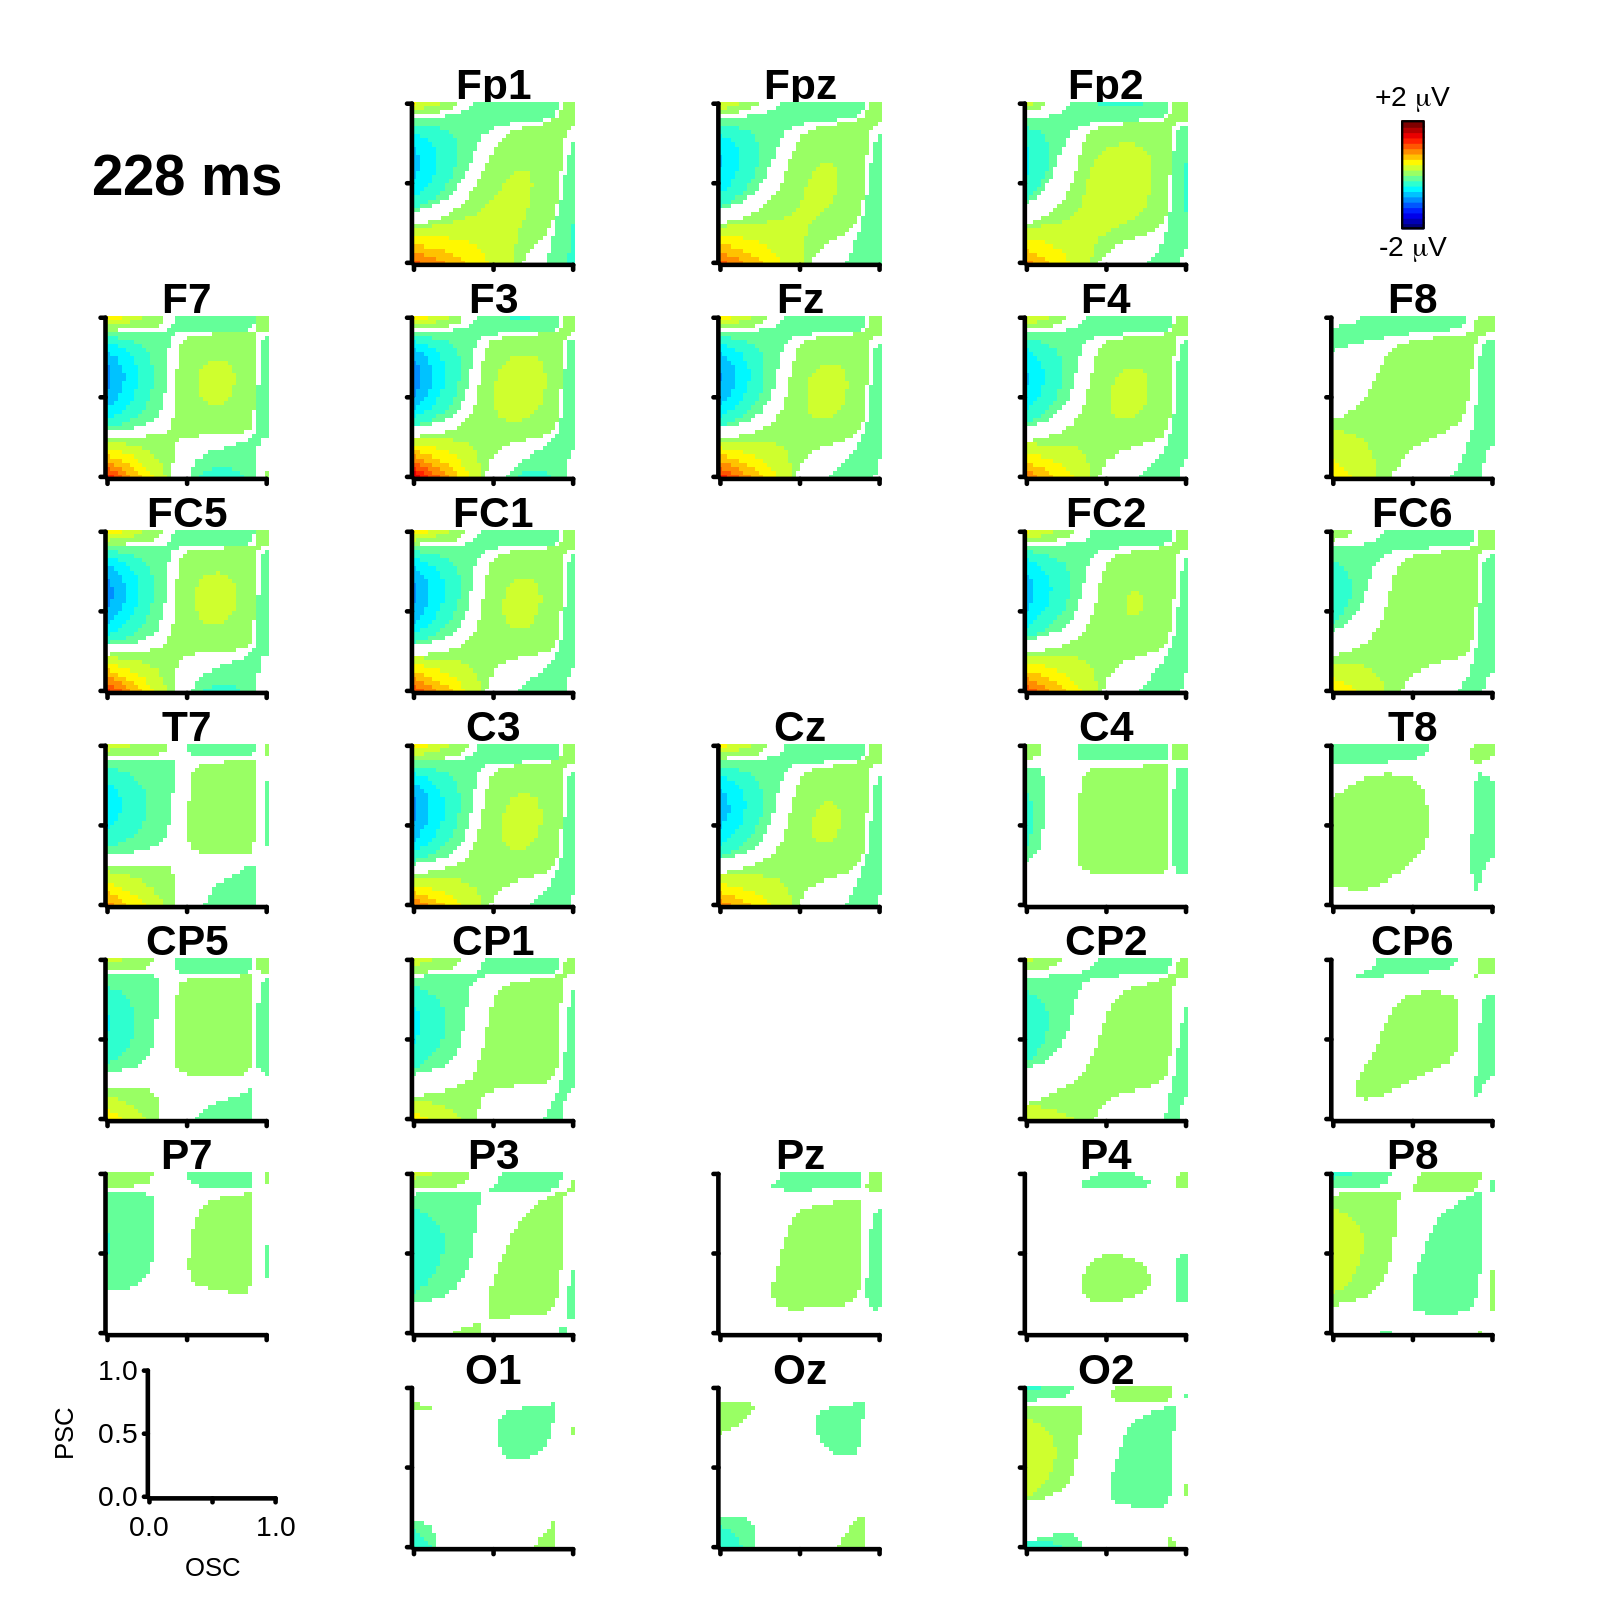 Fp1 Fpz Fp2
+2 μV
228 ms
-2 μV
F7 F3 Fz F4 F8
FC5 FC1 FC2 FC6
T7 C3 Cz C4 T8
CP5 CP1 CP2 CP6
P7 P3 Pz P4 P8
O1 Oz O2
1.0
PSC
0.5
0.0
0.0 1.0
OSC